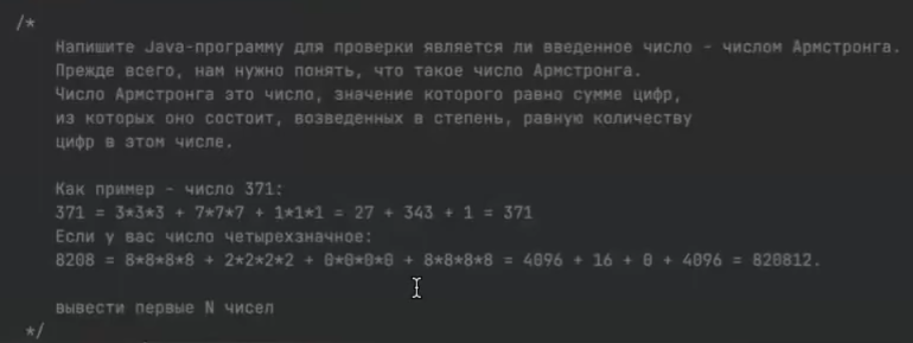 /*
Напишите Java-программу для проверки является ли введенное число - числом Армстронга.
Прежде всего, нам нужно понять, что такое число Армстронга.
Число Армстронга это число, значение которого равно сумме цифр,
из которых оно состоит, возведенных в степень, равную количеству
цифр в этом числе.
Как пример - число 371:
371 = 3*3*3 + 7*7*7 + 1*1*1 = 27 + 343 + 1 = 371
Если у вас число четырехзначное:
8208 = 8*8*8*8 + 2*2*2*2 + 0*0*0*0 + 8*8*8*8 = 4096 + 16 + 0 + 4096 = 820812.
вывести первые N чисел
*/